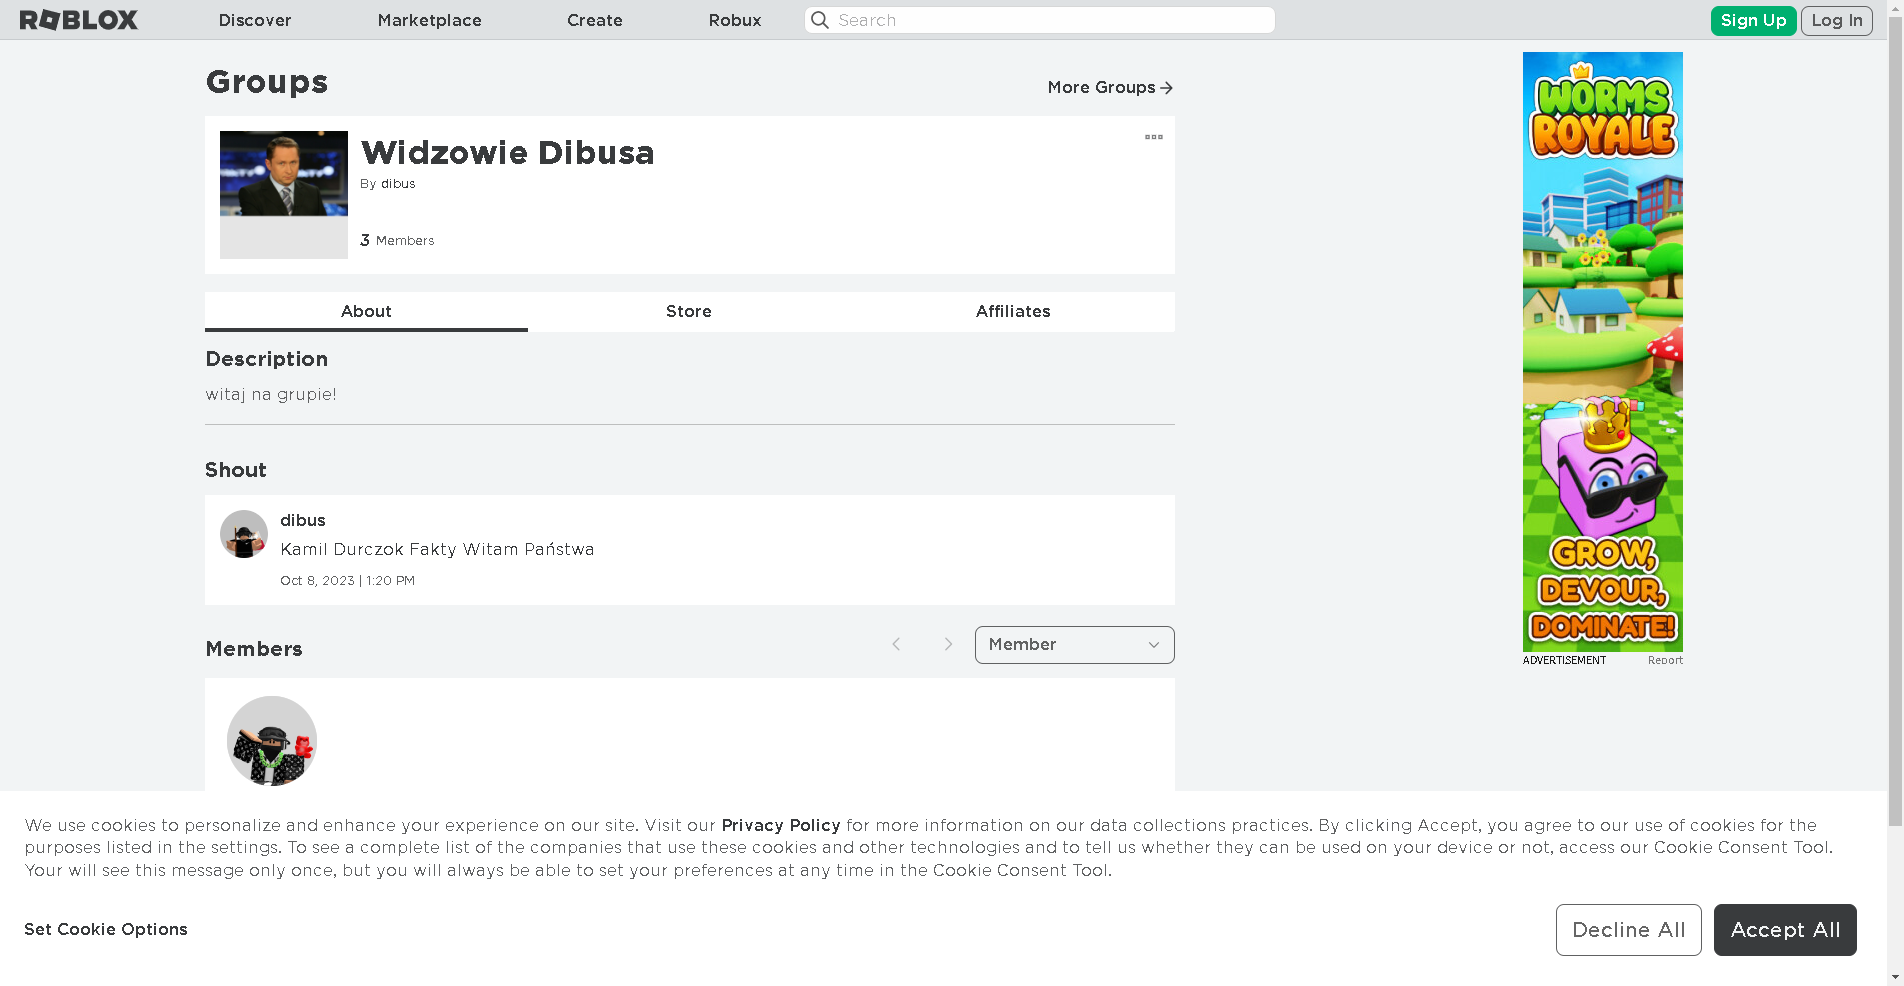 ROBLOX Discover Marketplace Create Robux Search Sign Up Log In
Groups
More Groups
Widzowie Dibusa
By dibus
3 Members
About Store Affiliates
Description
witaj na grupie!
Shout
dibus
Kamil Durczok Fakty Witam Państwa
Oct 8, 2023 | 1:20 PM
Members
Member
WORMS
ROYALE
GROW,
DEVOUR,
DOMINATE!
ADVERTISEMENT Report
We use cookies to personalize and enhance your experience on our site. Visit our Privacy Policy for more information on our data collections practices. By clicking Accept, you agree to our use of cookies for the
purposes listed in the settings. To see a complete list of the companies that use these cookies and other technologies and to tell us whether they can be used on your device or not, access our Cookie Consent Tool.
Your will see this message only once, but you will always be able to set your preferences at any time in the Cookie Consent Tool.
Set Cookie Options
Decline All
Accept All